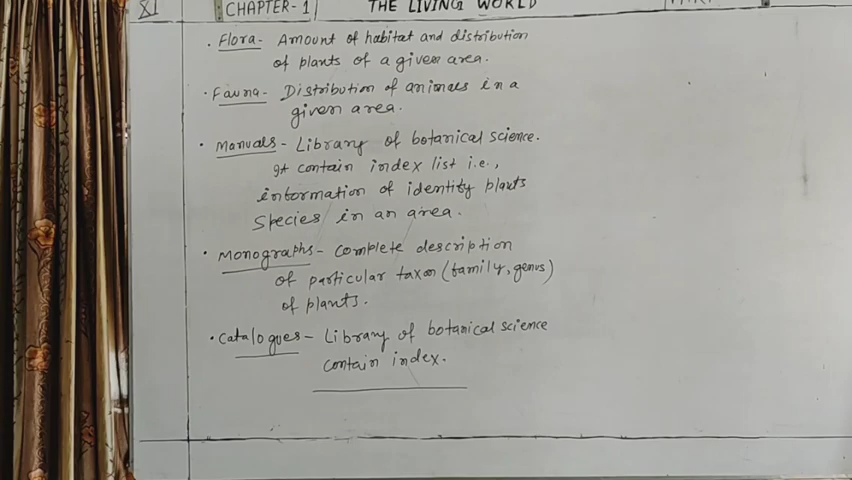 XI CHAPTER-1 THE LIVING WORLD
• Flora - Amount of habitat and distribution
of plants of a given area.
• Fauna - Distribution of animals in a
given area.
• Manuals - Library of botanical science.
It contain index list i.e.,
information of identity plants
Species in an area.
• Monographs - Complete description
of particular taxon (family, genus)
of plants.
• Catalogues - Library of botanical science
contain index.